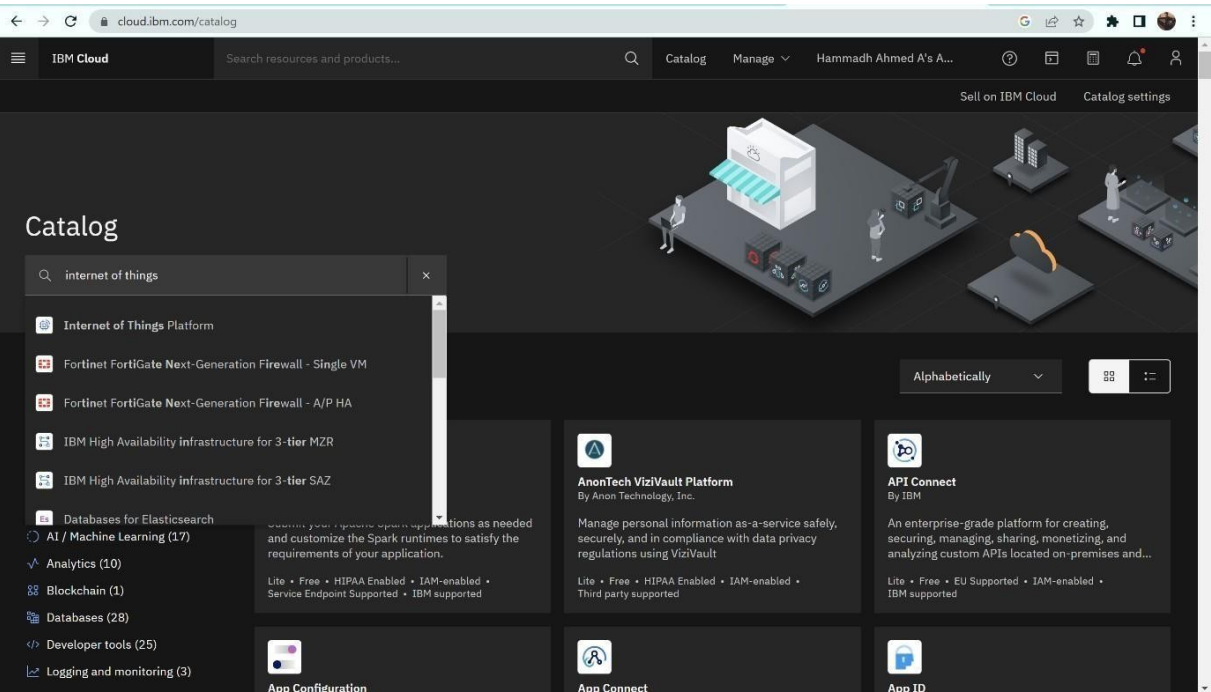 cloud.ibm.com/catalog
IBM Cloud
Search resources and products...
Catalog
Manage
Hammadh Ahmed A's A...
Sell on IBM Cloud
Catalog settings
Catalog
internet of things
Internet of Things Platform
Fortinet FortiGate Next-Generation Firewall - Single VM
Fortinet FortiGate Next-Generation Firewall - A/P HA
IBM High Availability infrastructure for 3-tier MZR
IBM High Availability infrastructure for 3-tier SAZ
Es Databases for Elasticsearch
Alphabetically
AI / Machine Learning (17)
Analytics (10)
Blockchain (1)
Databases (28)
Developer tools (25)
Logging and monitoring (3)
Submit your Apache Spark applications as needed
and customize the Spark runtimes to satisfy the
requirements of your application.
Lite • Free • HIPAA Enabled • IAM-enabled •
Service Endpoint Supported • IBM supported
AnonTech ViziVault Platform
By Anon Technology, Inc.
Manage personal information as-a-service safely,
securely, and in compliance with data privacy
regulations using ViziVault
Lite • Free • HIPAA Enabled • IAM-enabled •
Third party supported
API Connect
By IBM
An enterprise-grade platform for creating,
securing, managing, sharing, monetizing, and
analyzing custom APIs located on-premises and...
Lite • Free • EU Supported • IAM-enabled •
IBM supported
App Configuration
App Connect
App ID